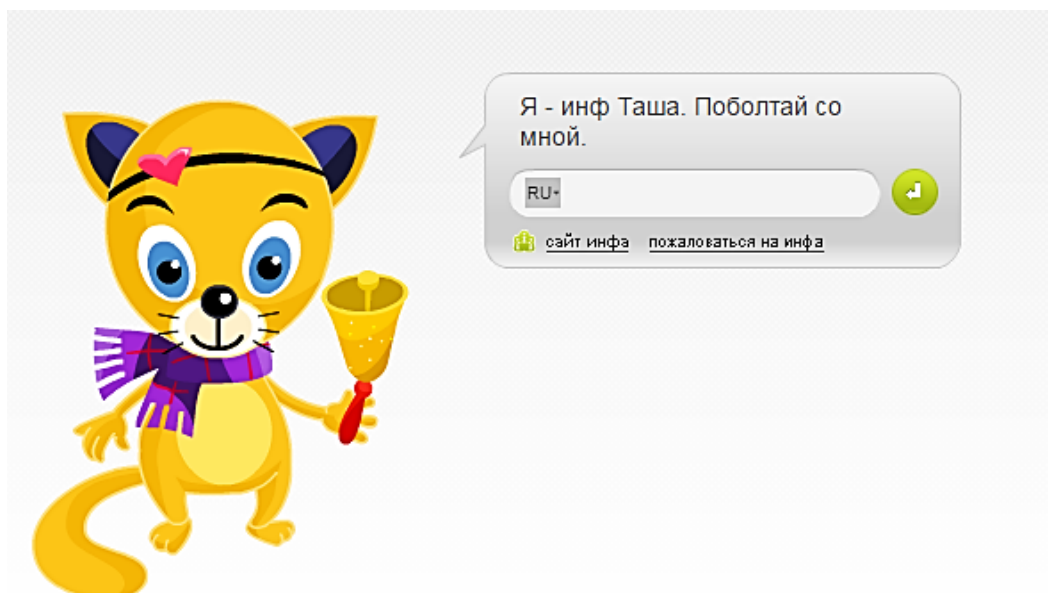 Я - инф Таша. Поболтай со
мной.
RU
сайт инфа пожаловаться на инфа